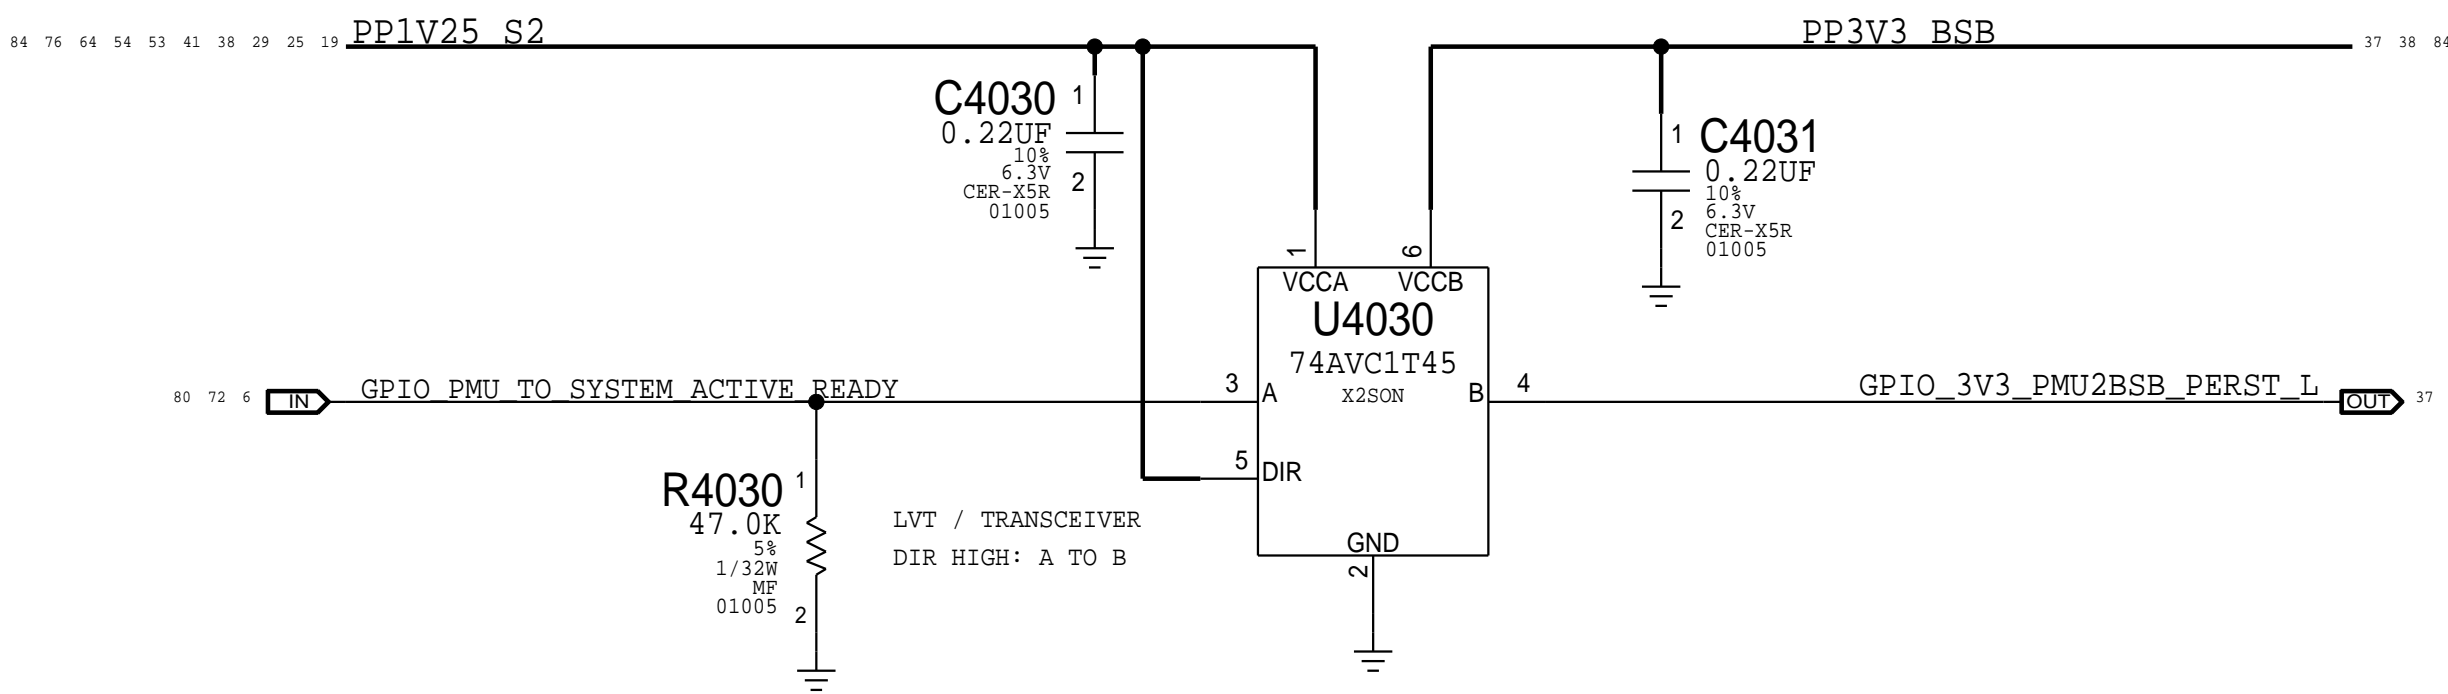 84 76 64 54 53 41 38 29 25 19 PP1V25_S2
PP3V3_BSB 37 38 84
C4030 1
0.22UF
10%
6.3V
CER-X5R
01005
2
1 C4031
0.22UF
10%
6.3V
CER-X5R
01005
2
1 6
VCCA VCCB
U4030
74AVC1T45
X2SON
80 72 6 IN GPIO_PMU_TO_SYSTEM_ACTIVE_READY
3 A
B 4
GPIO_3V3_PMU2BSB_PERST_L OUT 37
5 DIR
R4030 1
47.0K
5%
1/32W
MF
01005
2
LVT / TRANSCEIVER
DIR HIGH: A TO B
GND
2